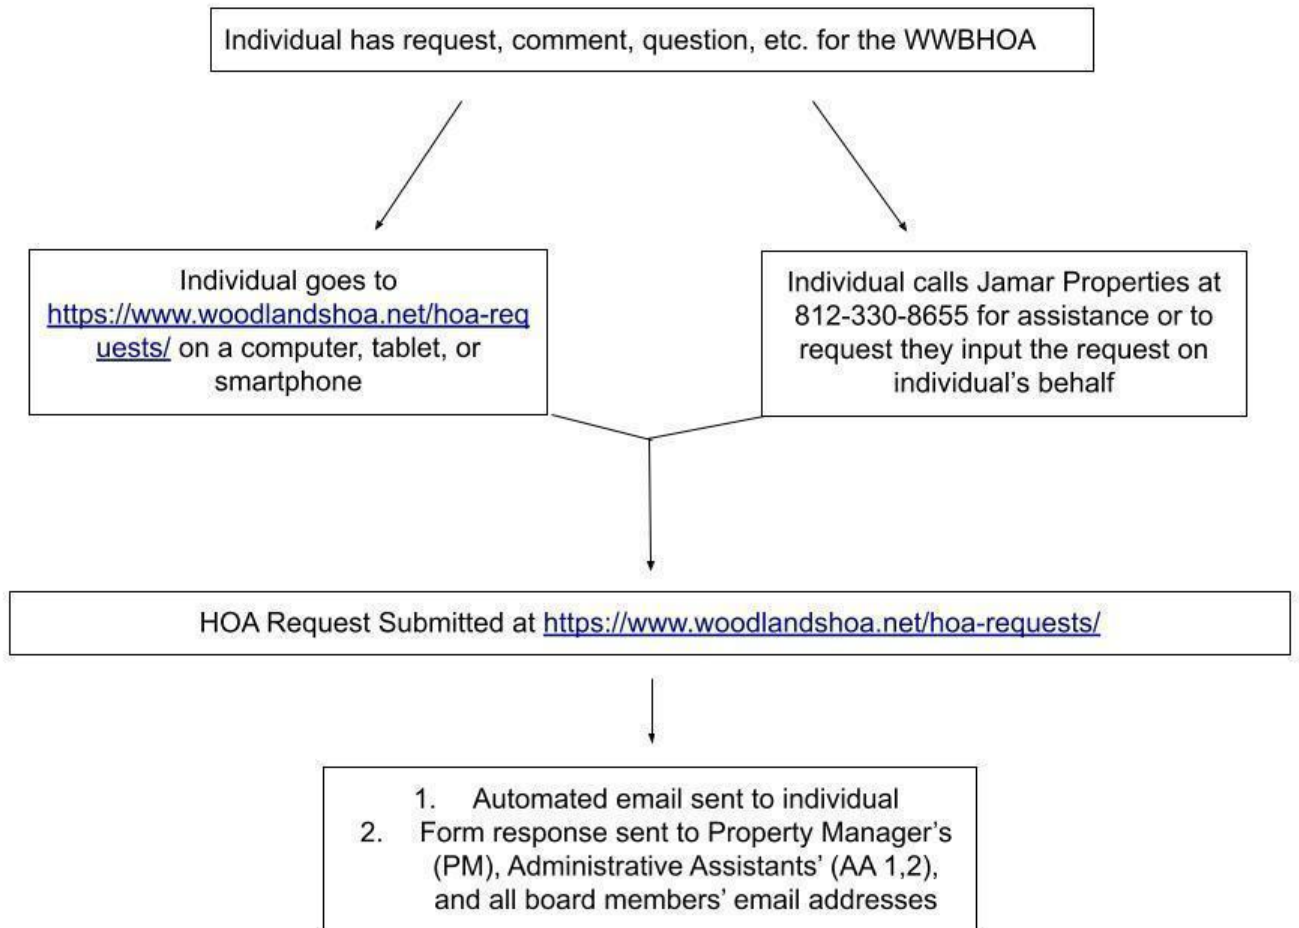 Individual has request, comment, question, etc. for the WWBHOA
Individual goes to
https://www.woodlandshoa.net/hoa-req
uests/ on a computer, tablet, or
smartphone
Individual calls Jamar Properties at
812-330-8655 for assistance or to
request they input the request on
individual’s behalf
HOA Request Submitted at https://www.woodlandshoa.net/hoa-requests/
1. Automated email sent to individual
2. Form response sent to Property Manager’s
(PM), Administrative Assistants’ (AA 1,2),
and all board members’ email addresses